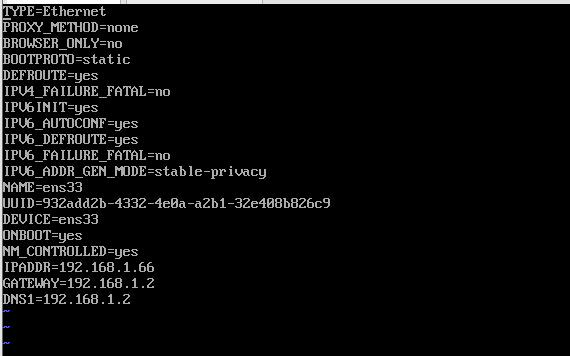 TYPE=Ethernet
PROXY_METHOD=none
BROWSER_ONLY=no
BOOTPROTO=static
DEFROUTE=yes
IPV4_FAILURE_FATAL=no
IPV6INIT=yes
IPV6_AUTOCONF=yes
IPV6_DEFROUTE=yes
IPV6_FAILURE_FATAL=no
IPV6_ADDR_GEN_MODE=stable-privacy
NAME=ens33
UUID=932add2b-4332-4e0a-a2b1-32e408b826c9
DEVICE=ens33
ONBOOT=yes
NM_CONTROLLED=yes
IPADDR=192.168.1.66
GATEWAY=192.168.1.2
DNS1=192.168.1.2
~
~
~